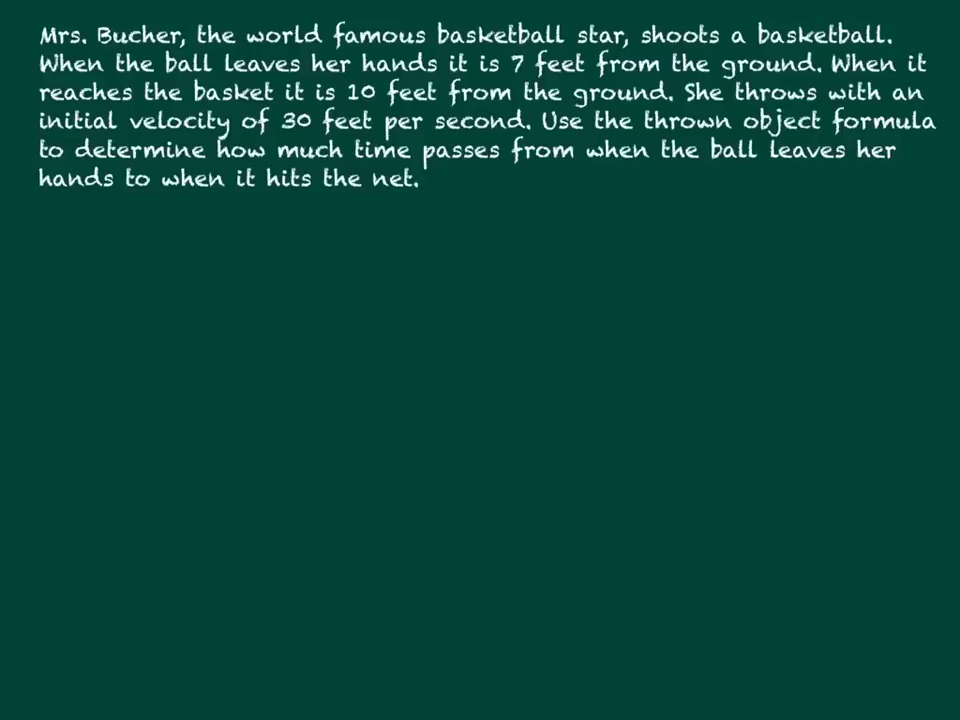 Mrs. Bucher, the world famous basketball star, shoots a basketball.
When the ball leaves her hands it is 7 feet from the ground. When it
reaches the basket it is 10 feet from the ground. She throws with an
initial velocity of 30 feet per second. Use the thrown object formula
to determine how much time passes from when the ball leaves her
hands to when it hits the net.